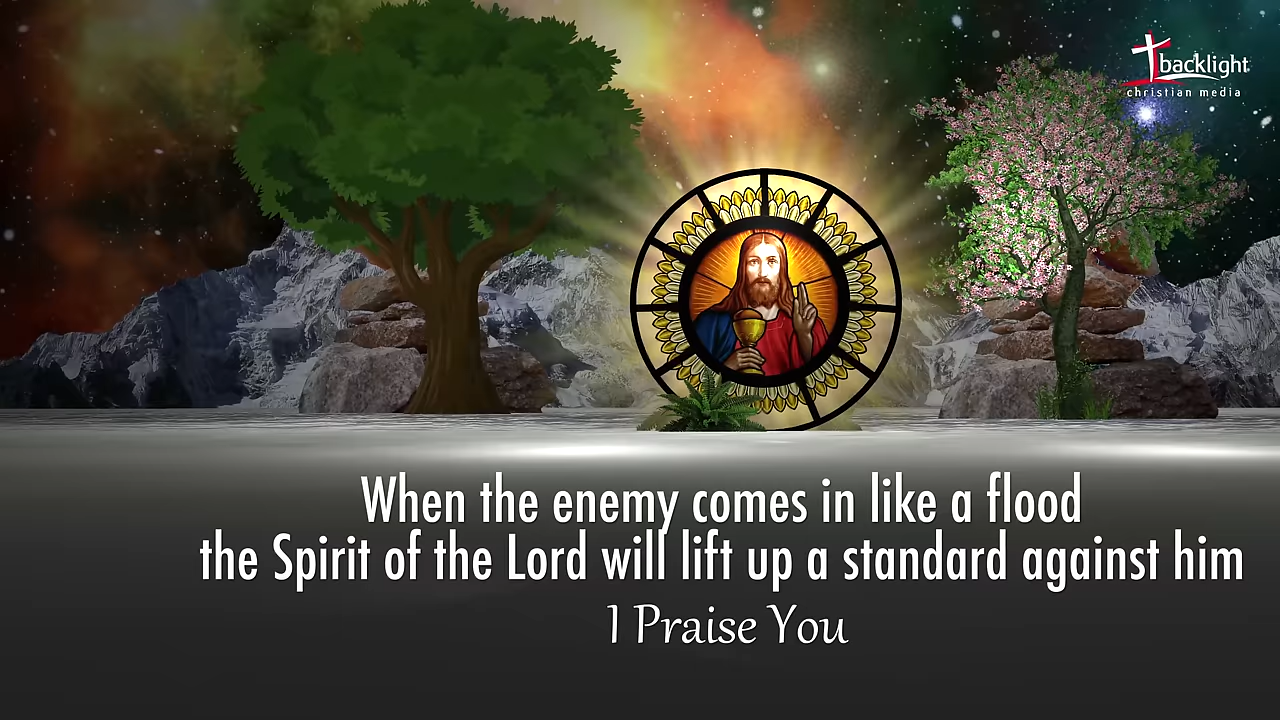 backlight
christian media
When the enemy comes in like a flood
the Spirit of the Lord will lift up a standard against him
I Praise You